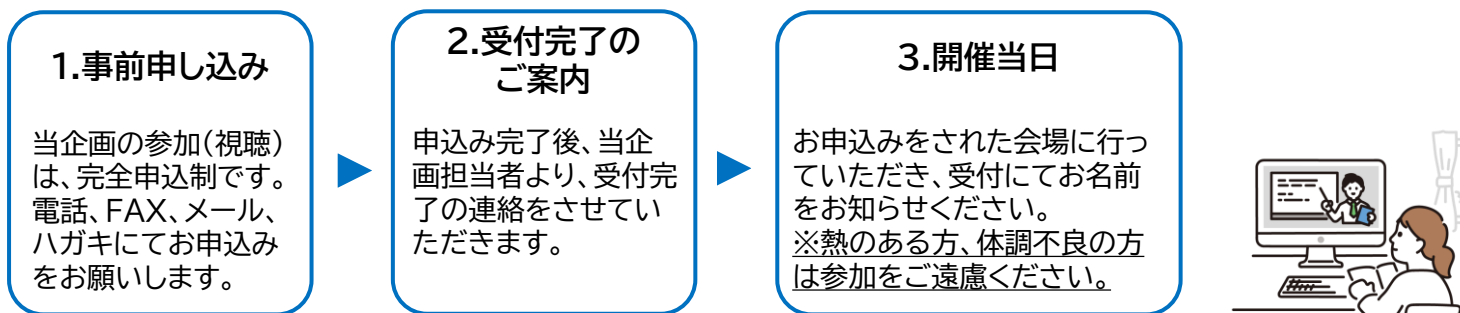 1.事前申し込み
当企画の参加(視聴)
は、完全申込制です。
電話、FAX、メール、
ハガキにてお申込み
をお願いします。
2.受付完了の
ご案内
申込み完了後、当企
画担当者より、受付完
了の連絡をさせてい
ただきます。
3.開催当日
お申込みをされた会場に行っ
ていただき、受付にてお名前
をお知らせください。
※熱のある方、体調不良の方
は参加をご遠慮ください。